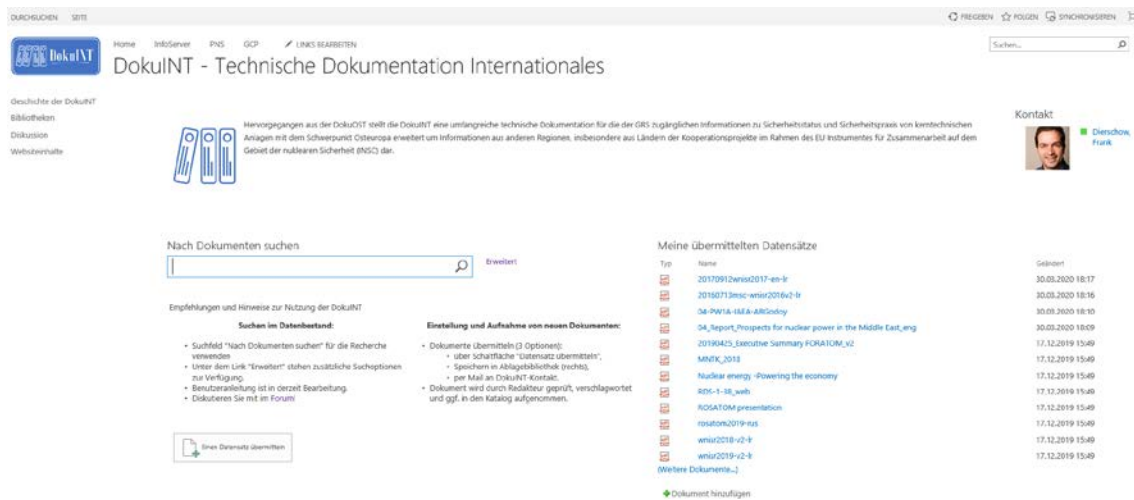 DURCHSUCHEN SEITE
FREIGEBEN FOLGEN SYNCHRONISIEREN
DokuINT
Home InfoServer PNS GCP LINKS BEARBEITEN
Suchen...
DokuINT - Technische Dokumentation Internationales
Geschichte der DokuINT
Bibliotheken
Diskussion
Websiteinhalte
Hervorgegangen aus der DokuOST stellt die DokuINT eine umfangreiche technische Dokumentation für die der GRS zugänglichen Informationen zu Sicherheitsstatus und Sicherheitspraxis von kerntechnischen
Anlagen mit dem Schwerpunkt Osteuropa erweitert um Informationen aus anderen Regionen, insbesondere aus Ländern der Kooperationsprojekte im Rahmen des EU Instrumentes für Zusammenarbeit auf dem
Gebiet der nuklearen Sicherheit (INSC) dar.
Kontakt
Dierschow,
Frank
Nach Dokumenten suchen
Erweitert
Empfehlungen und Hinweise zur Nutzung der DokuINT
Suchen im Datenbestand:
• Suchfeld "Nach Dokumenten suchen" für die Recherche
verwenden
• Unter dem Link "Erweitert" stehen zusätzliche Suchoptionen
zur Verfügung.
• Benutzeranleitung ist in derzeit Bearbeitung.
• Diskutieren Sie mit im Forum!
Einstellung und Aufnahme von neuen Dokumenten:
• Dokumente übermitteln (3 Optionen):
• über Schaltfläche "Datensatz übermitteln",
• Speichern in Ablagebibliothek (rechts),
• per Mail an DokuINT-Kontakt.
• Dokument wird durch Redakteur geprüft, verschlagwortet
und ggf. in den Katalog aufgenommen.
Einen Datensatz übermitteln
Meine übermittelten Datensätze
Typ Name Geändert
20170912wnisr2017-en-lr 30.03.2020 18:17
20160713msc-wnisr2016v2-lr 30.03.2020 18:16
04-PW1A-IAEA-ARGodoy 30.03.2020 18:10
04_Report_Prospects for nuclear power in the Middle East_eng 30.03.2020 18:09
20190425_Executive Summary FORATOM_v2 17.12.2019 15:49
MNTK_2018 17.12.2019 15:49
Nuclear energy -Powering the economy 17.12.2019 15:49
RDS-1-38_web 17.12.2019 15:49
ROSATOM presentation 17.12.2019 15:49
rosatom2019-rus 17.12.2019 15:49
wnisr2018-v2-lr 17.12.2019 15:49
wnisr2019-v2-lr 17.12.2019 15:49
(Weitere Dokumente...)
Dokument hinzufügen